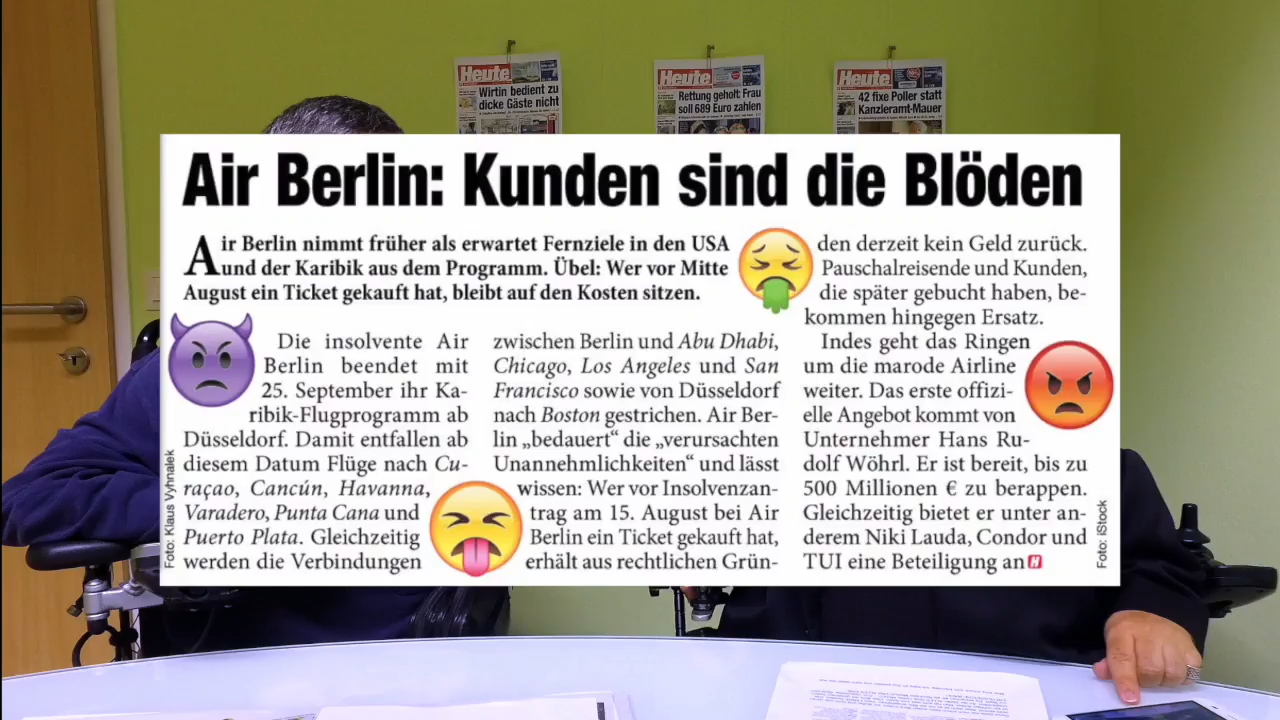 Heute
Wirtin bedient zu
dicke Gäste nicht
Heute
Rettung geholt: Frau
soll 689 Euro zahlen
Heute
42 fixe Poller statt
Kanzleramt-Mauer
Air Berlin: Kunden sind die Blöden
Air Berlin nimmt früher als erwartet Fernziele in den USA
und der Karibik aus dem Programm. Übel: Wer vor Mitte
August ein Ticket gekauft hat, bleibt auf den Kosten sitzen.
Die insolvente Air
Berlin beendet mit
25. September ihr Ka-
ribik-Flugprogramm ab
Düsseldorf. Damit entfallen ab
diesem Datum Flüge nach Cu-
raçao, Cancún, Havanna,
Varadero, Punta Cana und
Puerto Plata. Gleichzeitig
werden die Verbindungen
zwischen Berlin und Abu Dhabi,
Chicago, Los Angeles und San
Francisco sowie von Düsseldorf
nach Boston gestrichen. Air Ber-
lin „bedauert“ die „verursachten
Unannehmlichkeiten“ und lässt
wissen: Wer vor Insolvenzan-
trag am 15. August bei Air
Berlin ein Ticket gekauft hat,
erhält aus rechtlichen Grün-
den derzeit kein Geld zurück.
Pauschalreisende und Kunden,
die später gebucht haben, be-
kommen hingegen Ersatz.
Indes geht das Ringen
um die marode Airline
weiter. Das erste offizi-
elle Angebot kommt von
Unternehmer Hans Ru-
dolf Wöhrl. Er ist bereit, bis zu
500 Millionen € zu berappen.
Gleichzeitig bietet er unter an-
derem Niki Lauda, Condor und
TUI eine Beteiligung an H
Foto: Klaus Vyhnalek
Foto: iStock